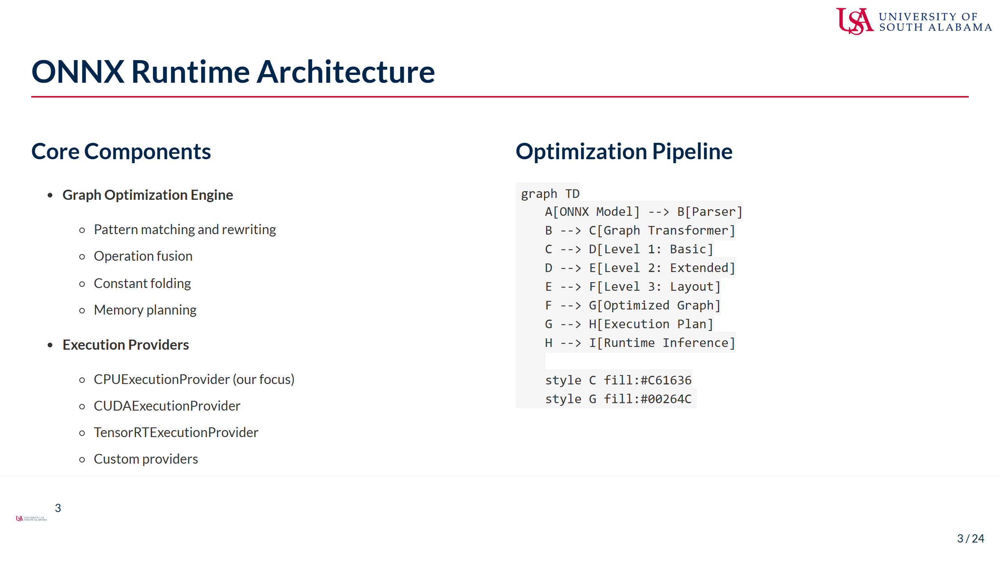 USA UNIVERSITY OF
SOUTH ALABAMA
ONNX Runtime Architecture
Core Components
• Graph Optimization Engine
◦ Pattern matching and rewriting
◦ Operation fusion
◦ Constant folding
◦ Memory planning
• Execution Providers
◦ CPUExecutionProvider (our focus)
◦ CUDAExecutionProvider
◦ TensorRTExecutionProvider
◦ Custom providers
Optimization Pipeline
graph TD
A[ONNX Model] --> B[Parser]
B --> C[Graph Transformer]
C --> D[Level 1: Basic]
D --> E[Level 2: Extended]
E --> F[Level 3: Layout]
F --> G[Optimized Graph]
G --> H[Execution Plan]
H --> I[Runtime Inference]
style C fill:#C61636
style G fill:#00264C
3
USA UNIVERSITY OF
SOUTH ALABAMA
3 / 24